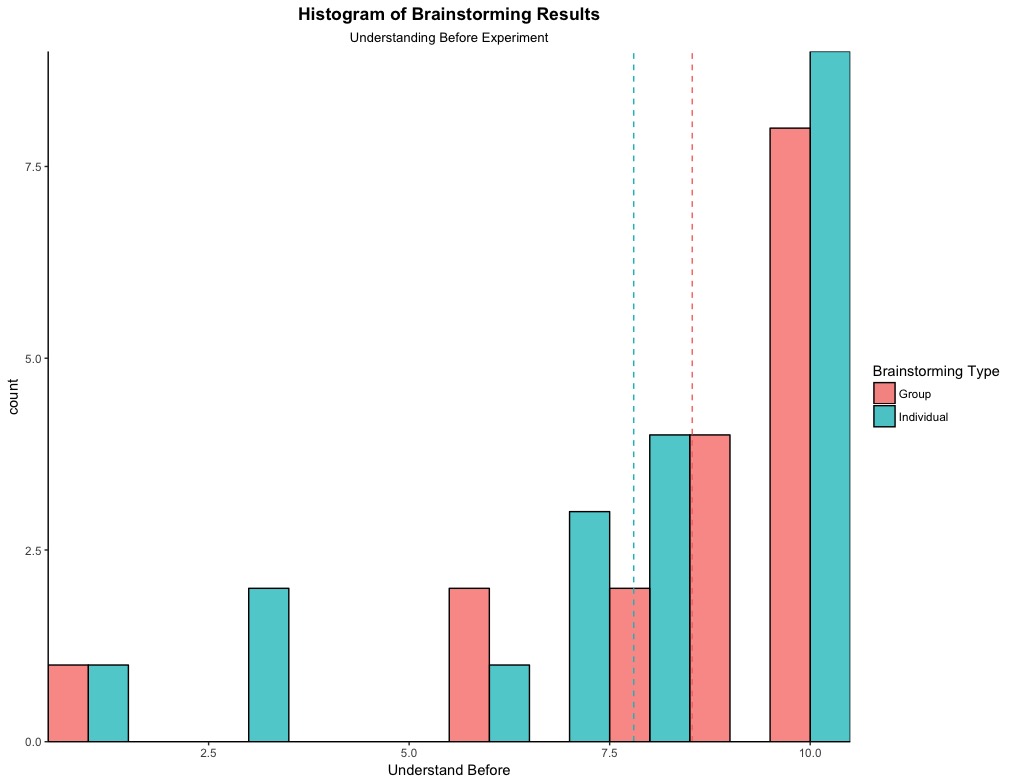 Histogram of Brainstorming Results
Understanding Before Experiment
count
7.5
5.0
2.5
0.0
2.5
5.0
7.5
10.0
Understand Before
Brainstorming Type
Group
Individual